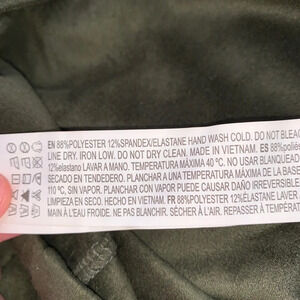 EN 88%POLYESTER 12%SPANDEX/ELASTANE HAND WASH COLD. DO NOT BLEAC
LINE DRY. IRON LOW. DO NOT DRY CLEAN. MADE IN VIETNAM. ES 88%poliés
12%elastano LAVAR A MANO. TEMPERATURA MÁXIMA 40 ºC. NO USAR BLANQUEAD
SECADO EN TENDEDERO. PLANCHAR A UNA TEMPERATURA MÁXIMA DE LA BASE
110 ºC, SIN VAPOR. PLANCHAR CON VAPOR PUEDE CAUSAR DAÑO IRREVERSIBLE
LIMPIEZA EN SECO. HECHO EN VIETNAM. FR 88%POLYESTER 12%ELASTANE LAVER
MAIN À L'EAU FROIDE. NE PAS BLANCHIR. SÉCHER À L'AIR. REPASSER À TEMPÉRAT